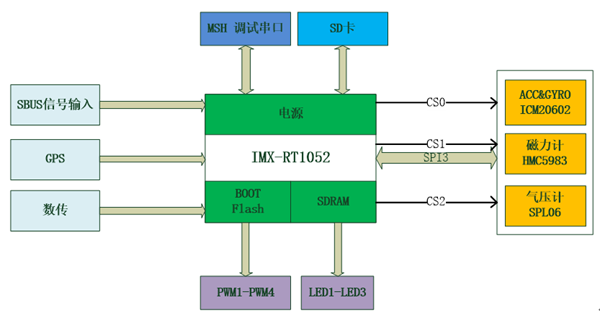 MSH 调试串口
SD卡
SBUS信号输入
GPS
数传
电源
IMX-RT1052
BOOT
Flash
SDRAM
CS0
CS1
SPI3
CS2
ACC&GYRO
ICM20602
磁力计
HMC5983
气压计
SPL06
PWM1-PWM4
LED1-LED3